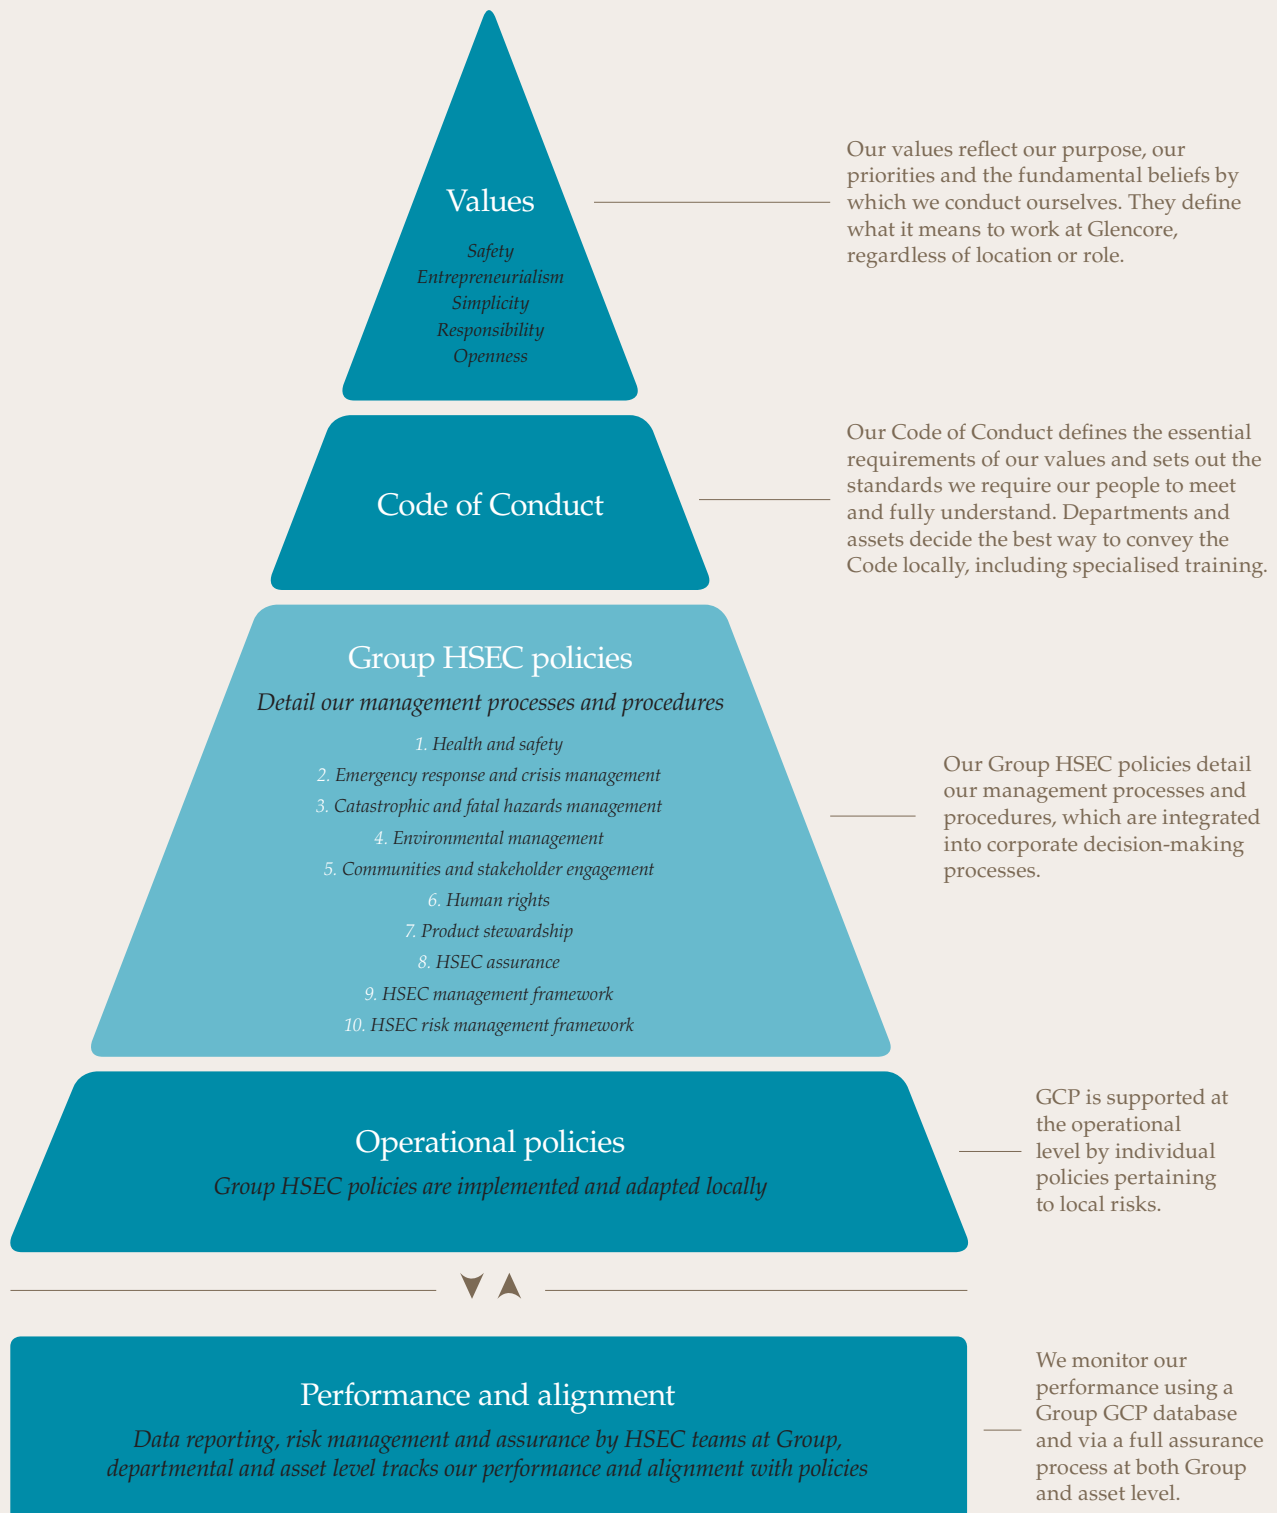 Values
Safety
Entrepreneurialism
Simplicity
Responsibility
Openness
Our values reflect our purpose, our
priorities and the fundamental beliefs by
which we conduct ourselves. They define
what it means to work at Glencore,
regardless of location or role.
Code of Conduct
Our Code of Conduct defines the essential
requirements of our values and sets out the
standards we require our people to meet
and fully understand. Departments and
assets decide the best way to convey the
Code locally, including specialised training.
Group HSEC policies
Detail our management processes and procedures
1. Health and safety
2. Emergency response and crisis management
3. Catastrophic and fatal hazards management
4. Environmental management
5. Communities and stakeholder engagement
6. Human rights
7. Product stewardship
8. HSEC assurance
9. HSEC management framework
10. HSEC risk management framework
Our Group HSEC policies detail
our management processes and
procedures, which are integrated
into corporate decision-making
processes.
Operational policies
Group HSEC policies are implemented and adapted locally
GCP is supported at
the operational
level by individual
policies pertaining
to local risks.
Performance and alignment
Data reporting, risk management and assurance by HSEC teams at Group,
departmental and asset level tracks our performance and alignment with policies
We monitor our
performance using a
Group GCP database
and via a full assurance
process at both Group
and asset level.